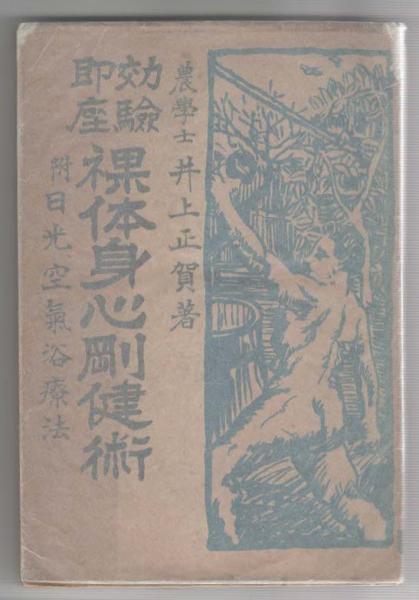 農學士 井上正賀著
効驗
即座
裸体身心剛健術
附 日光空氣浴療法